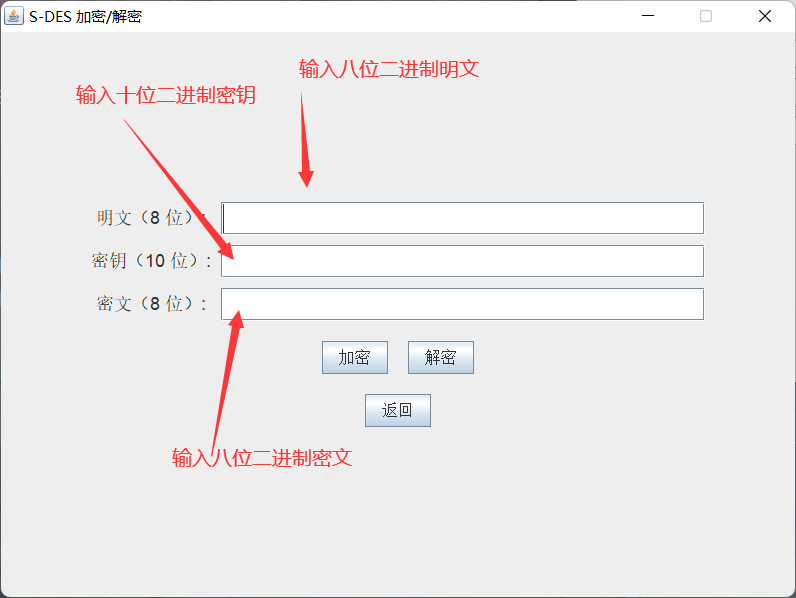 S-DES 加密/解密
输入八位二进制明文
输入十位二进制密钥
明文（8 位）:
密钥（10 位）:
密文（8 位）:
加密
解密
返回
输入八位二进制密文